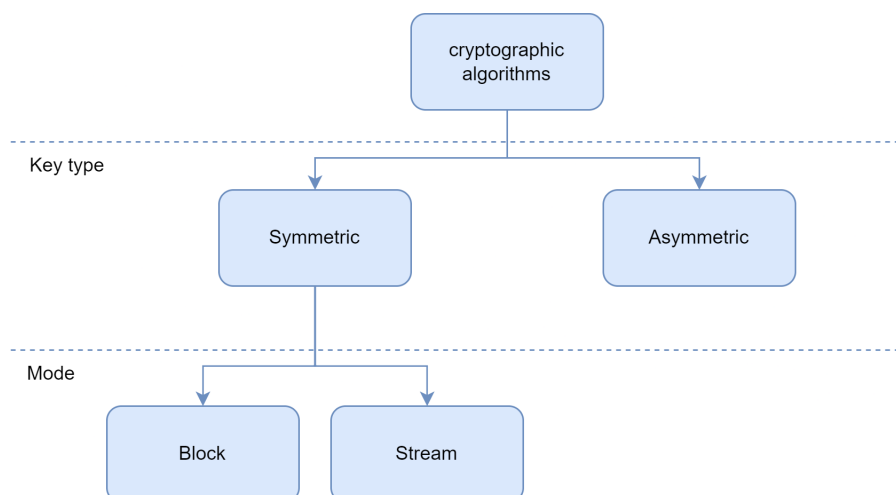 cryptographic
algorithms
Key type
Symmetric
Asymmetric
Mode
Block
Stream